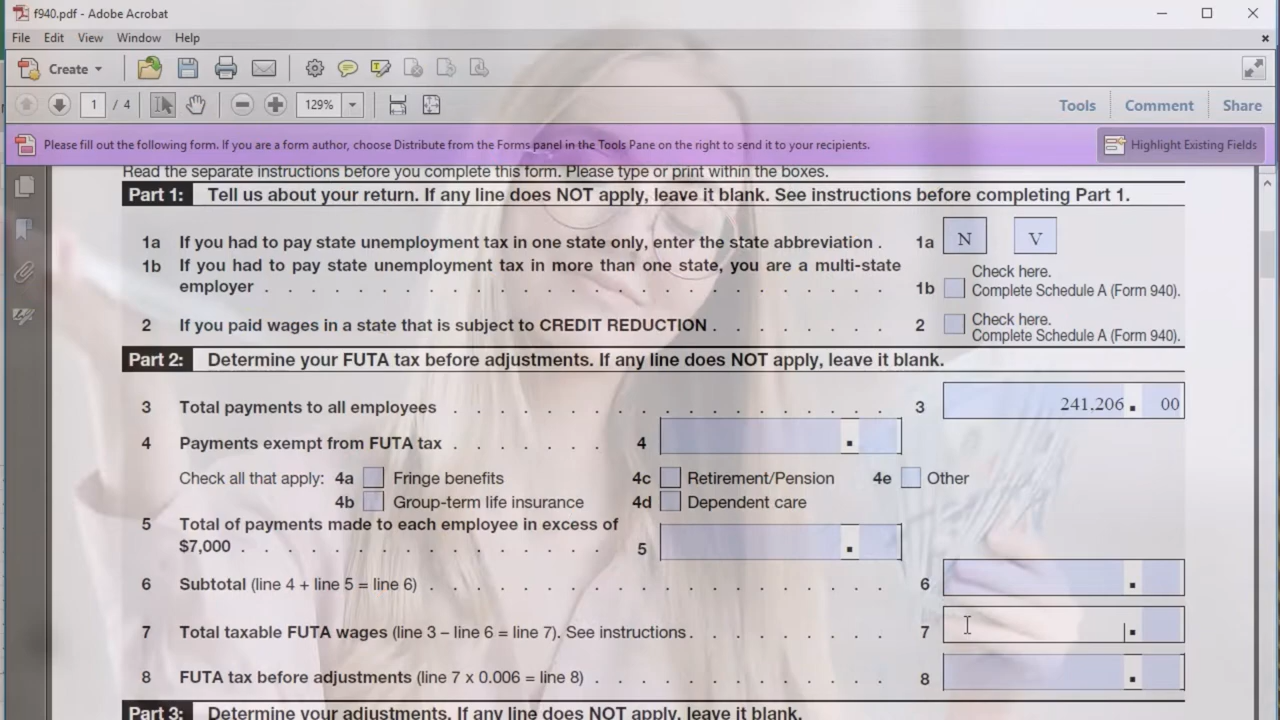 f940.pdf - Adobe Acrobat
File Edit View Window Help
Create
1 / 4 129% Tools Comment Share
Please fill out the following form. If you are a form author, choose Distribute from the Forms panel in the Tools Pane on the right to send it to your recipients. Highlight Existing Fields
Read the separate instructions before you complete this form. Please type or print within the boxes.
Part 1: Tell us about your return. If any line does NOT apply, leave it blank. See instructions before completing Part 1.
1a If you had to pay state unemployment tax in one state only, enter the state abbreviation . 1a N V
1b If you had to pay state unemployment tax in more than one state, you are a multi-state
employer . . . . . . . . . . . . . . . . . . . . . . . . 1b Check here.
Complete Schedule A (Form 940).
2 If you paid wages in a state that is subject to CREDIT REDUCTION . . . . . . . 2 Check here.
Complete Schedule A (Form 940).
Part 2: Determine your FUTA tax before adjustments. If any line does NOT apply, leave it blank.
3 Total payments to all employees . . . . . . . . . . . . . . . . . 3 241,206 . 00
4 Payments exempt from FUTA tax . . . . . . . 4 .
Check all that apply: 4a Fringe benefits 4c Retirement/Pension 4e Other
4b Group-term life insurance 4d Dependent care
5 Total of payments made to each employee in excess of
$7,000 . . . . . . . . . . . . . . 5 .
6 Subtotal (line 4 + line 5 = line 6) . . . . . . . . . . . . . . . . . . 6 .
7 Total taxable FUTA wages (line 3 – line 6 = line 7). See instructions . . . . . . . . 7 .
8 FUTA tax before adjustments (line 7 x 0.006 = line 8) . . . . . . . . . . . . 8 .
Part 3: Determine your adjustments. If any line does NOT apply, leave it blank.